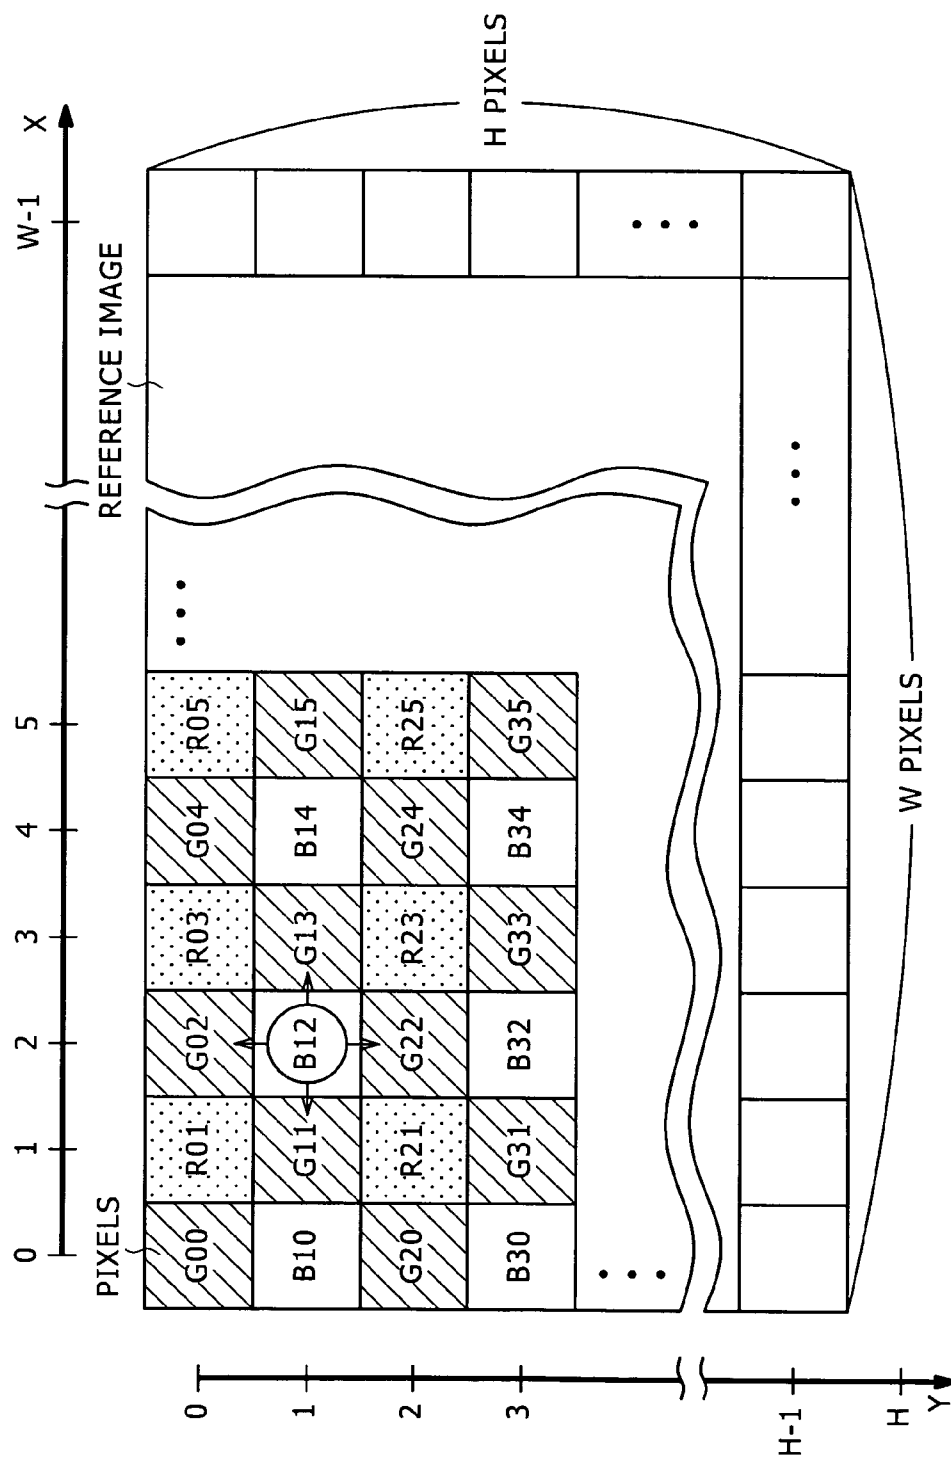 0 1 2 3 4 5 W-1 X
PIXELS REFERENCE IMAGE
0 G00 R01 G02 R03 G04 R05 •••
1 B10 G11 B12 G13 B14 G15
2 G20 R21 G22 R23 G24 R25
3 B30 G31 B32 G33 B34 G35
H PIXELS
H-1
H
Y
W PIXELS